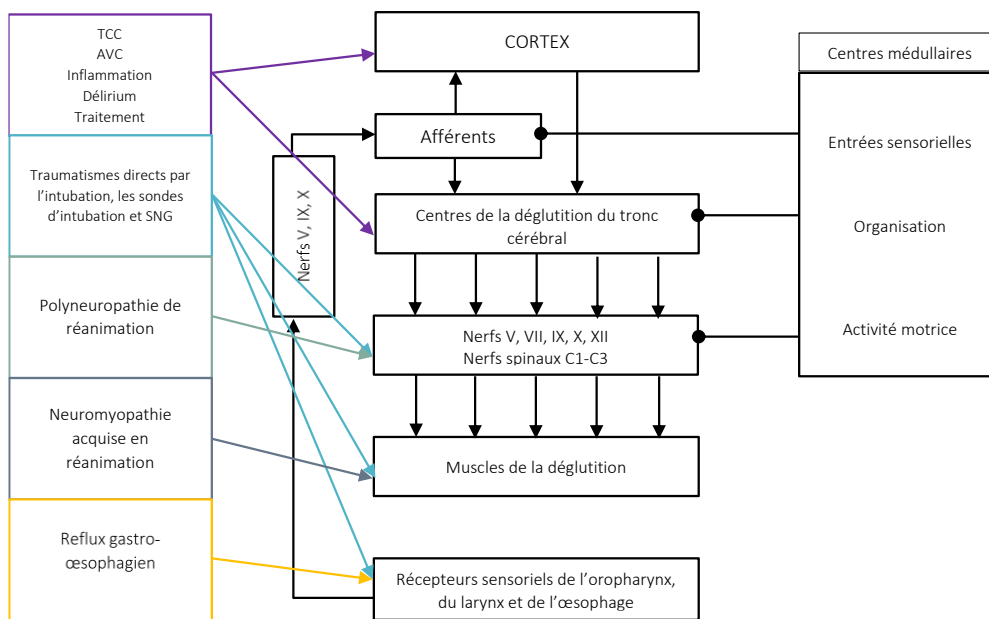 TCC
AVC
Inflammation
Délirium
Traitement
Traumatismes directs par
l'intubation, les sondes
d'intubation et SNG
Polyneuropathie de
réanimation
Neuromyopathie
acquise en
réanimation
Reflux gastro-
œsophagien
Nerfs V, IX, X
CORTEX
Afférents
Centres de la déglutition du tronc
cérébral
Nerfs V, VII, IX, X, XII
Nerfs spinaux C1-C3
Muscles de la déglutition
Récepteurs sensoriels de l'oropharynx,
du larynx et de l'œsophage
Centres médullaires
Entrées sensorielles
Organisation
Activité motrice